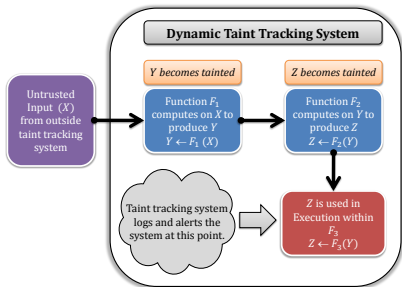 Dynamic Taint Tracking System
Y becomes tainted
Z becomes tainted
Untrusted
Input (X)
from outside
taint tracking
system
Function F₁
computes on X to
produce Y
Y ← F₁ (X)
Function F₂
computes on Y to
produce Z
Z ← F₂(Y)
Taint tracking system
logs and alerts the
system at this point.
Z is used in
Execution within
F₃
Z ← F₃(Y)